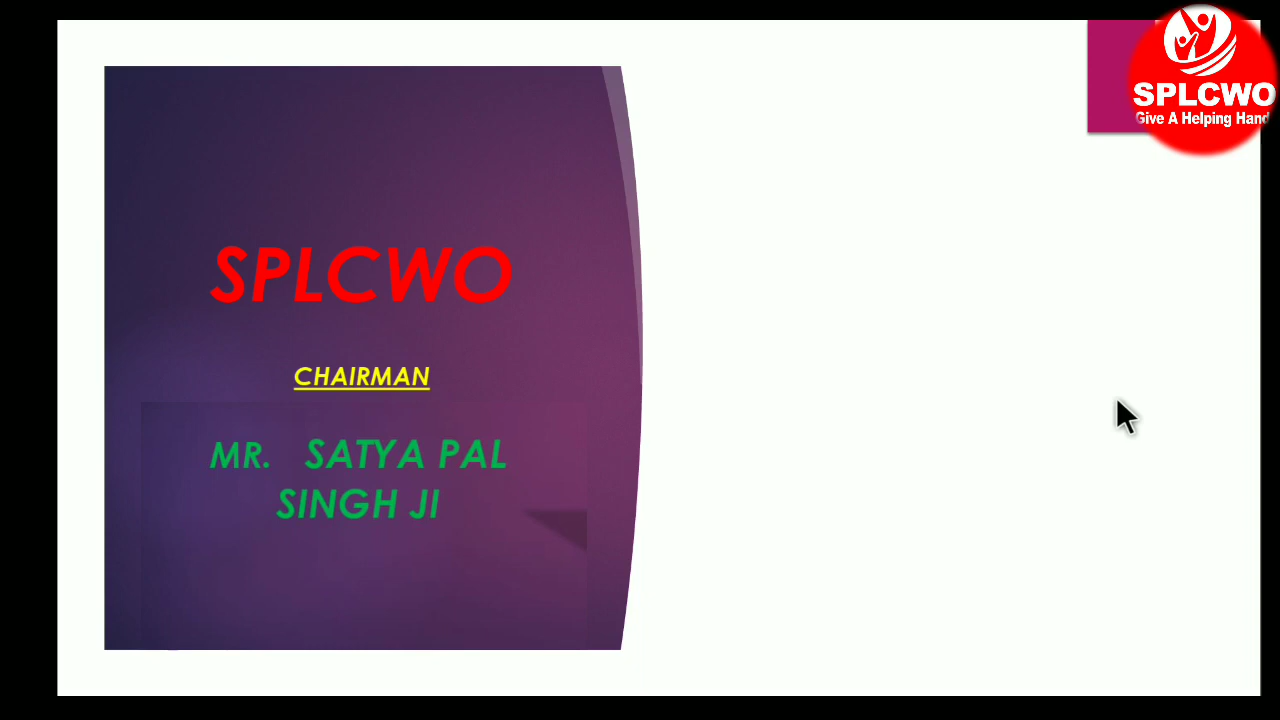 SPLCWO
Give A Helping Hand
SPLCWO
CHAIRMAN
MR. SATYA PAL
SINGH JI